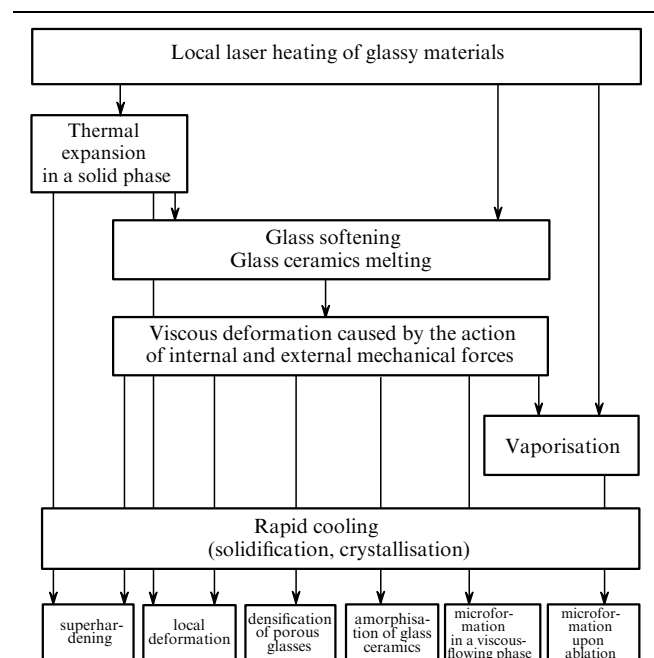 Local laser heating of glassy materials
Thermal
expansion
in a solid phase
Glass softening
Glass ceramics melting
Viscous deformation caused by the action
of internal and external mechanical forces
Vaporisation
Rapid cooling
(solidification, crystallisation)
superhar-
dening
local
deformation
densification
of porous
glasses
amorphisa-
tion of glass
ceramics
microfor-
mation
in a viscous-
flowing phase
microfor-
mation
upon
ablation